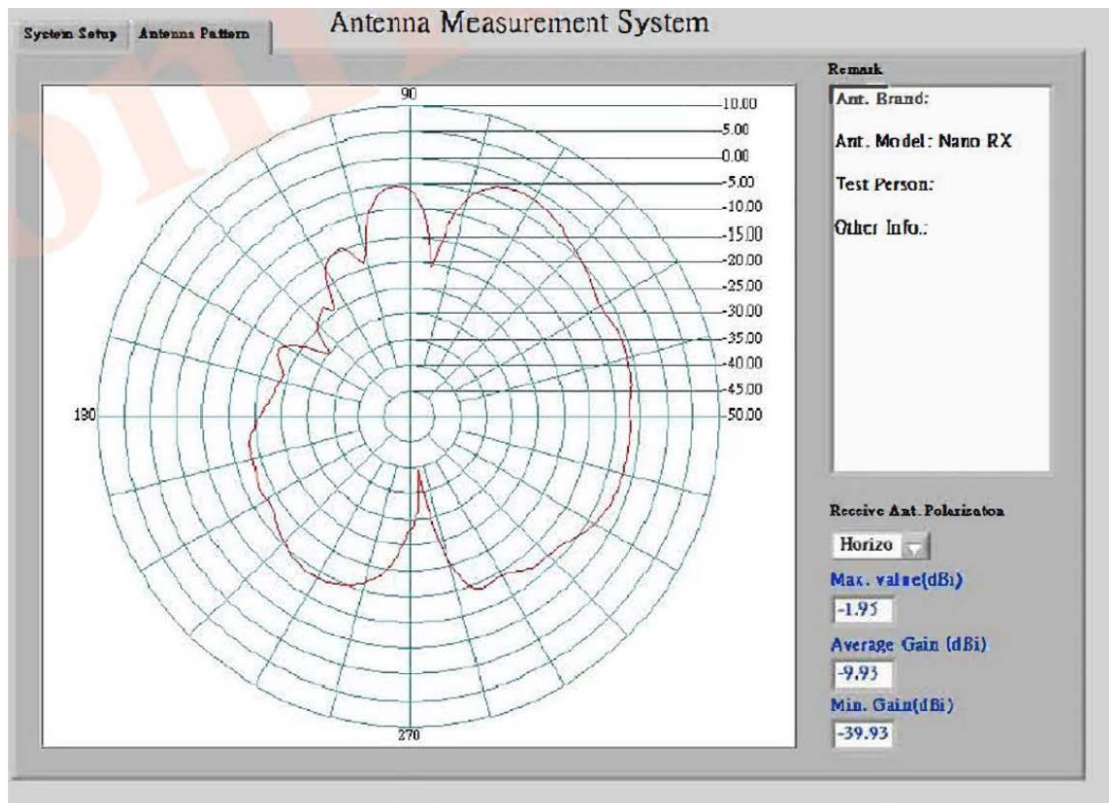 Antenna Measurement System
System Setup
Antenna Pattern
90
10.00
5.00
0.00
-5.00
-10.00
-15.00
-20.00
-25.00
-30.00
-35.00
-40.00
-45.00
-50.00
180
270
Remark
Ant. Brand:
Ant. Model: Nano RX
Test Person:
Other Info.:
Receive Ant. Polarizaton
Horizo
Max. value(dBi)
-1.95
Average Gain (dBi)
-9.93
Min. Gain(dBi)
-39.93